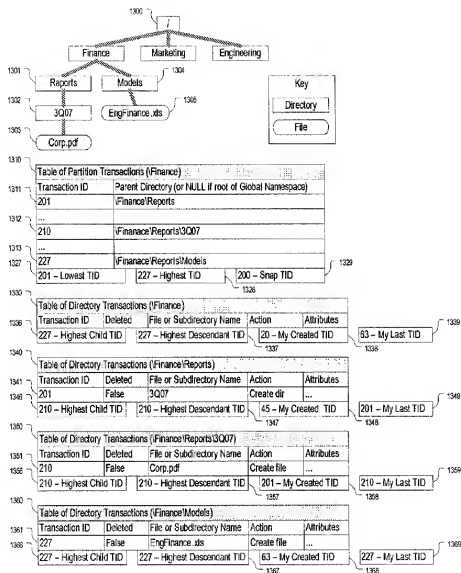 1300
/
Finance
Marketing
Engineering
1301
1304
Reports
Models
Key
1302
1305
Directory
3Q07
EngFinance.xls
File
1303
Corp.pdf
1310
Table of Partition Transactions (\Finance)
1311
Transaction ID
Parent Directory (or NULL if root of Global Namespace)
201
\Finance\Reports
1312
...
210
\Finanace\Reports\3Q07
1313
...
1327
227
\Finanace\Reports\Models
1329
201 – Lowest TID
227 – Highest TID
200 – Snap TID
1328
1330
Table of Directory Transactions (\Finance)
1339
Transaction ID
Deleted
File or Subdirectory Name
Action
Attributes
1336
227 – Highest Child TID
227 – Highest Descendant TID
20 – My Created TID
63 – My Last TID
1337
1338
1340
Table of Directory Transactions (\Finance\Reports)
1341
Transaction ID
Deleted
File or Subdirectory Name
Action
Attributes
1349
1346
201
False
3Q07
Create dir
...
210 – Highest Child TID
210 – Highest Descendant TID
45 – My Created TID
201 – My Last TID
1347
1348
1350
Table of Directory Transactions (\Finance\Reports\3Q07)
1351
Transaction ID
Deleted
File or Subdirectory Name
Action
Attributes
1359
210
False
Corp.pdf
Create file
...
210 – Highest Child TID
210 – Highest Descendant TID
201 – My Created TID
210 – My Last TID
1357
1358
1360
Table of Directory Transactions (\Finance\Models)
1361
Transaction ID
Deleted
File or Subdirectory Name
Action
Attributes
1369
1366
227
False
EngFinance.xls
Create file
...
227 – Highest Child TID
227 – Highest Descendant TID
63 – My Created TID
227 – My Last TID
1367
1368